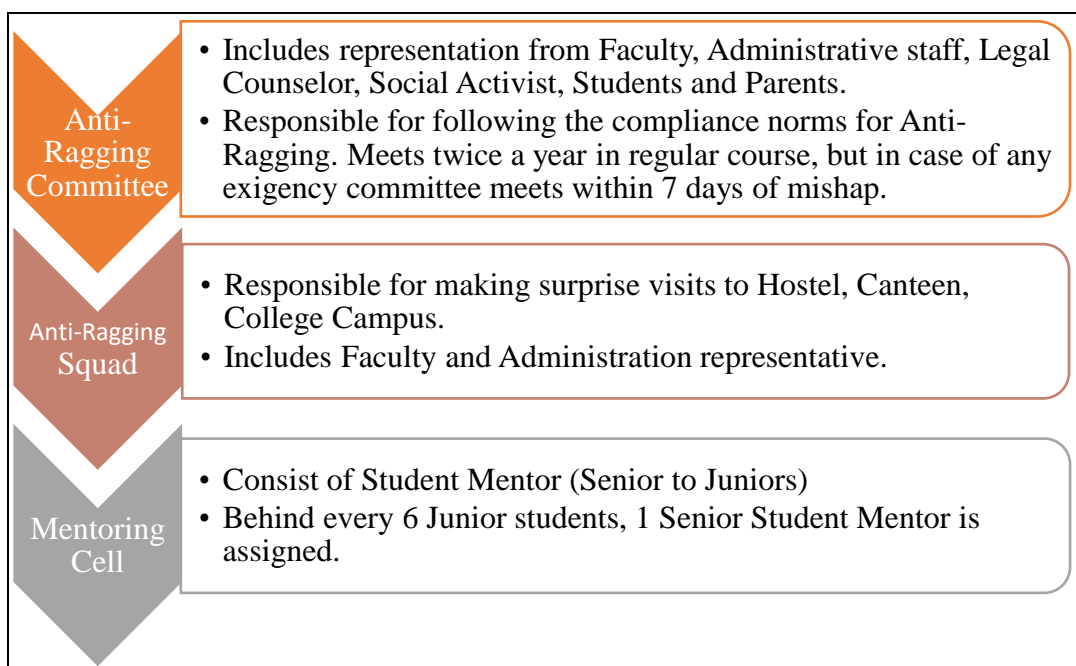 Anti-
Ragging
Committee
• Includes representation from Faculty, Administrative staff, Legal
Counselor, Social Activist, Students and Parents.
• Responsible for following the compliance norms for Anti-
Ragging. Meets twice a year in regular course, but in case of any
exigency committee meets within 7 days of mishap.
Anti-Ragging
Squad
• Responsible for making surprise visits to Hostel, Canteen,
College Campus.
• Includes Faculty and Administration representative.
Mentoring
Cell
• Consist of Student Mentor (Senior to Juniors)
• Behind every 6 Junior students, 1 Senior Student Mentor is
assigned.